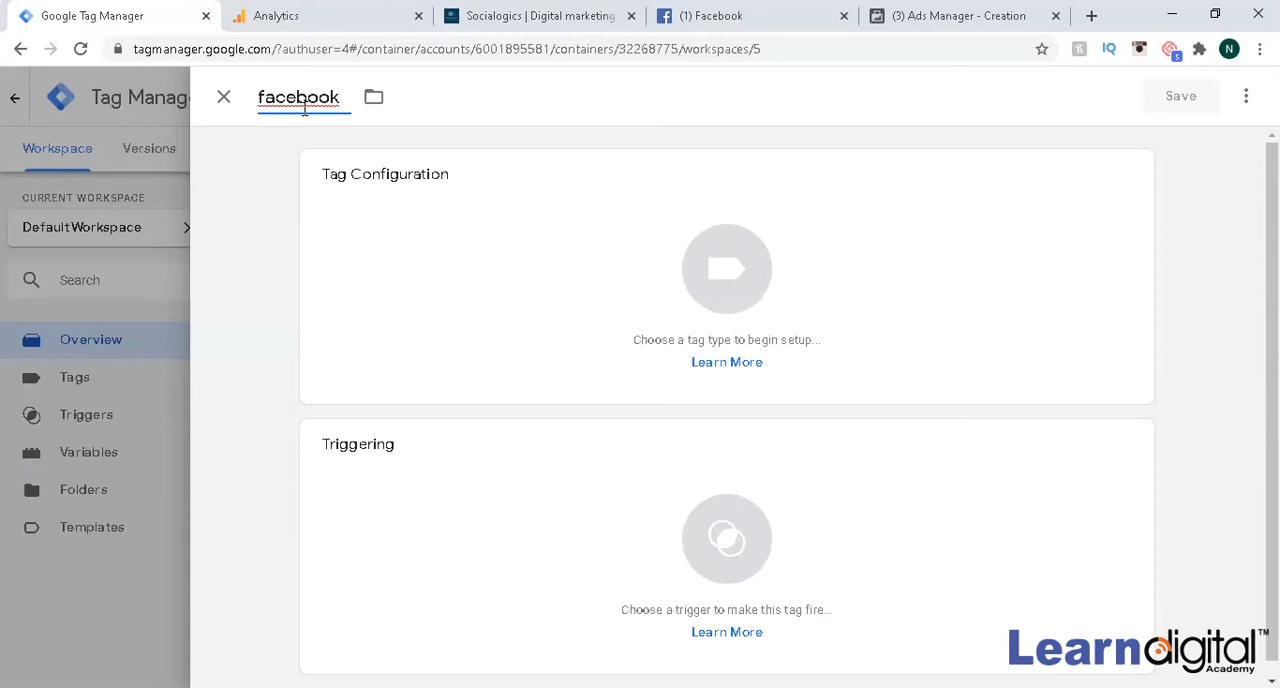 Google Tag Manager
Analytics
Socialogics | Digital marketing
(1) Facebook
(3) Ads Manager - Creation
tagmanager.google.com/?authuser=4#/container/accounts/6001895581/containers/32268775/workspaces/5
IQ
5
N
Tag Manag
facebook
Save
Workspace
Versions
CURRENT WORKSPACE
Default Workspace
Search
Overview
Tags
Triggers
Variables
Folders
Templates
Tag Configuration
Choose a tag type to begin setup...
Learn More
Triggering
Choose a trigger to make this tag fire...
Learn More
Learndigital™
Academy